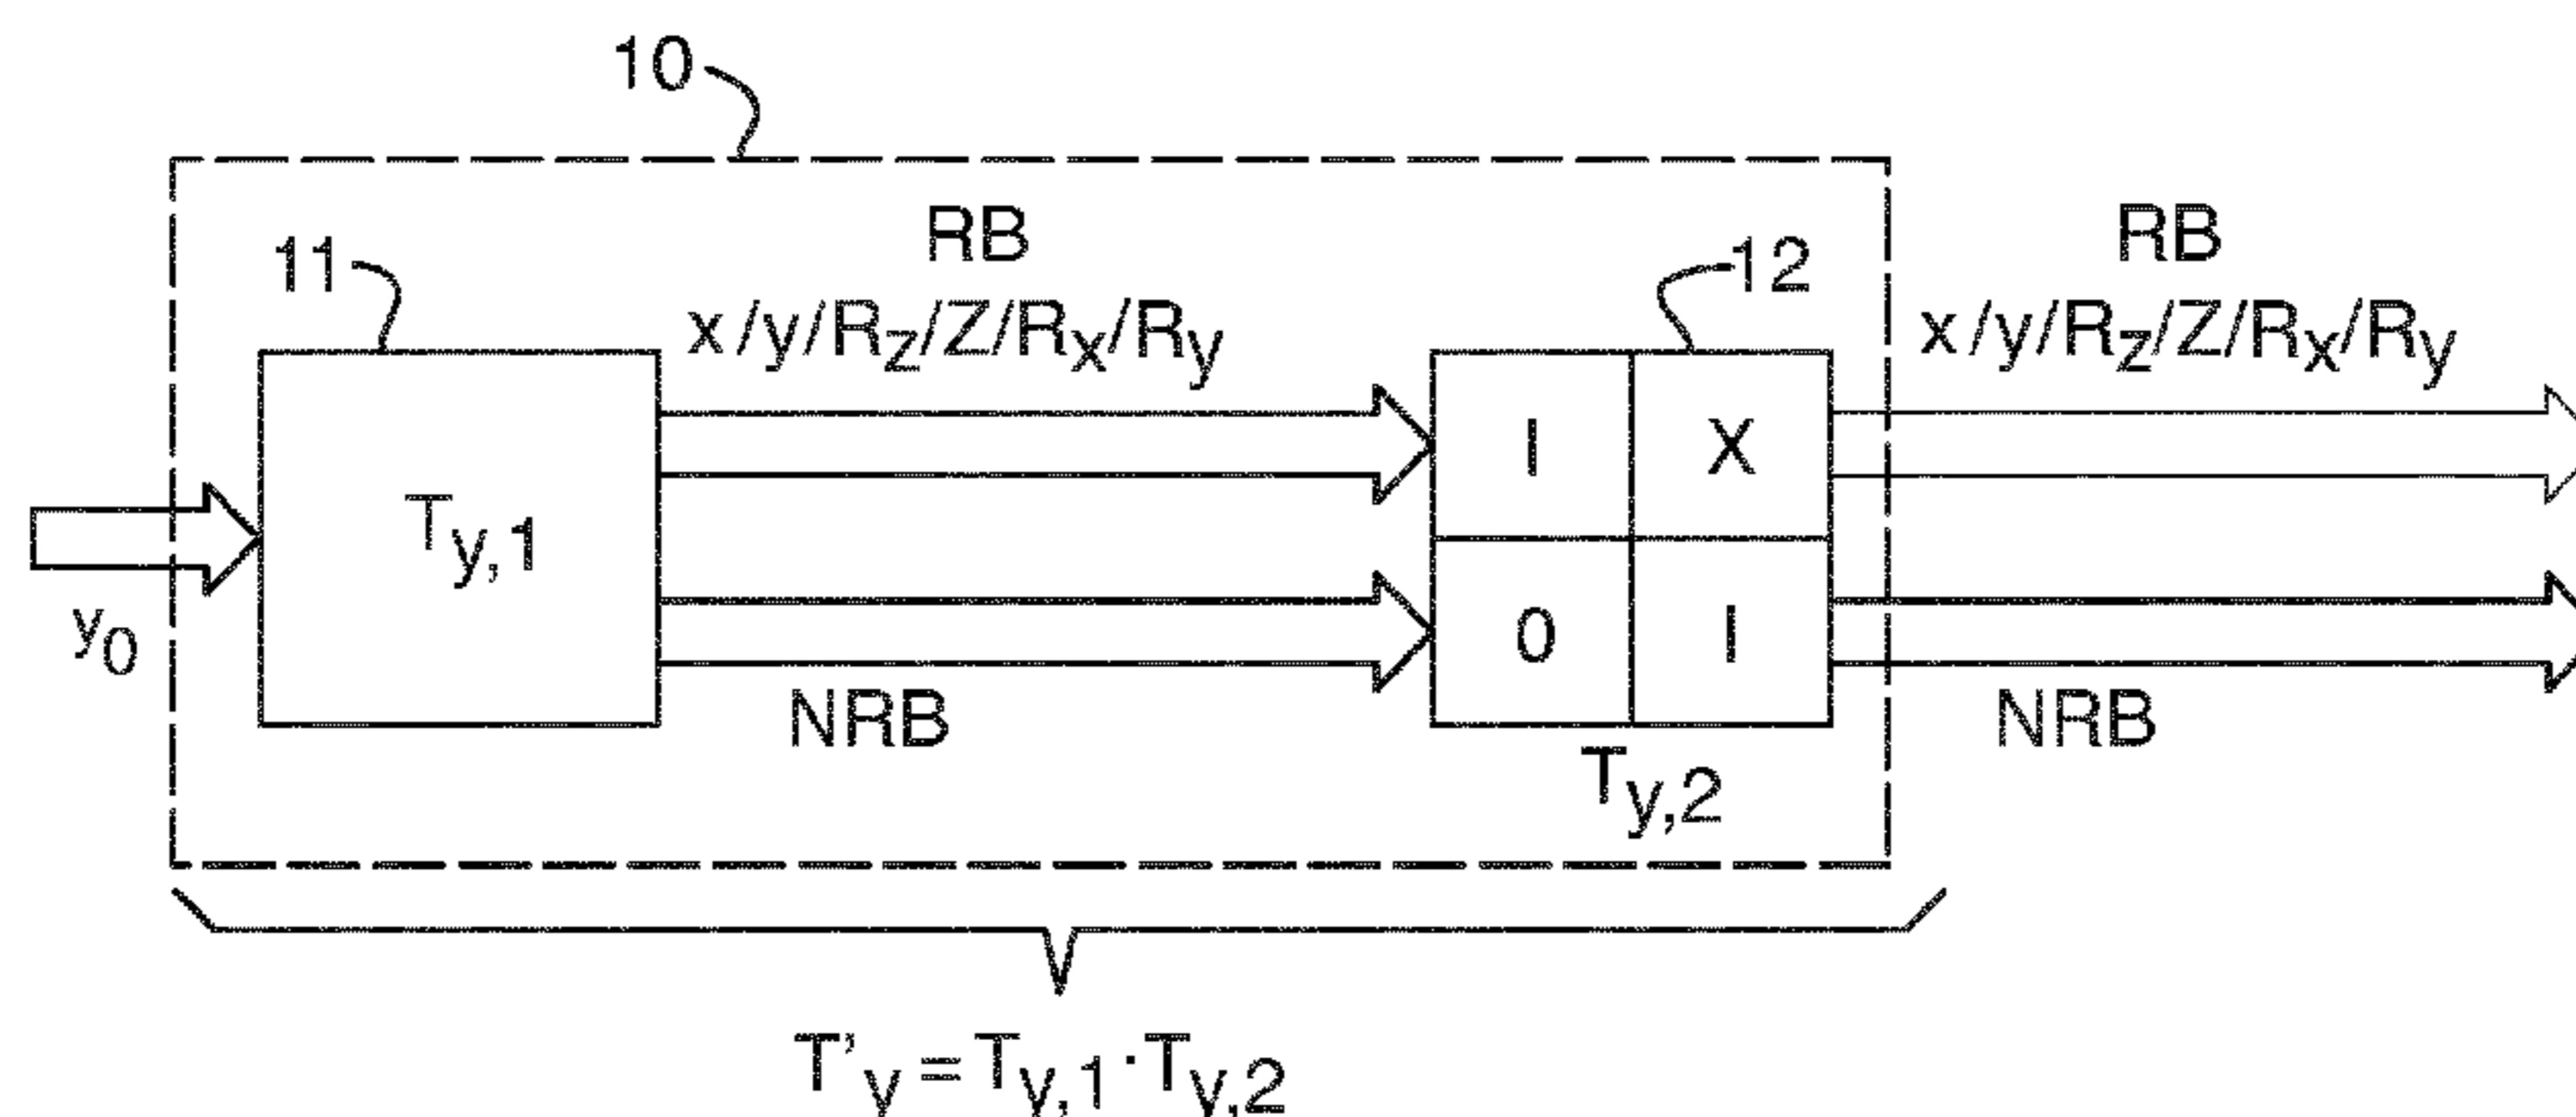 10
RB
RB
11
12
x/y/Rz/Z/Rx/Ry
x/y/Rz/Z/Rx/Ry
I X
Ty,1
0 I
y0
NRB
NRB
Ty,2
T'y = Ty,1 · Ty,2